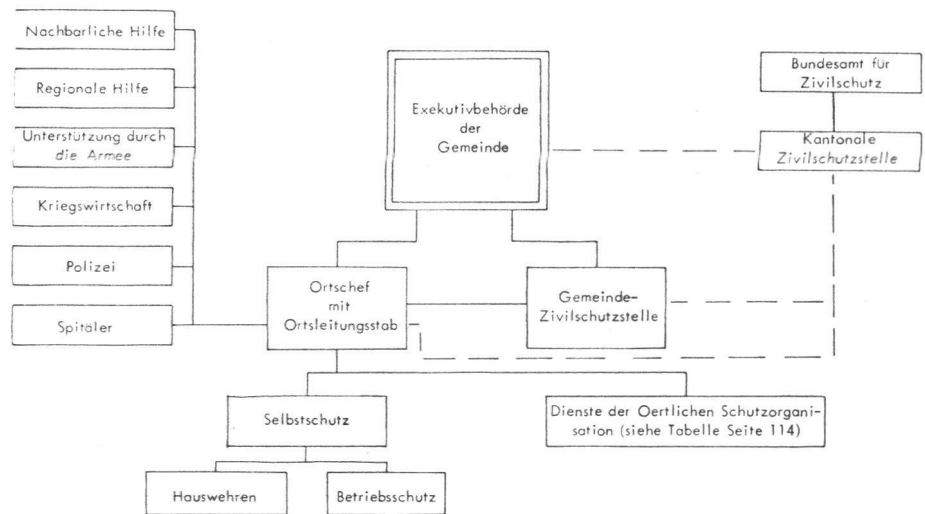 Nachbarliche Hilfe
Regionale Hilfe
Unterstützung durch
die Armee
Kriegswirtschaft
Polizei
Spitäler
Exekutivbehörde
der
Gemeinde
Bundesamt für
Zivilschutz
Kantonale
Zivilschutzstelle
Ortschef
mit
Ortsleitungsstab
Gemeinde-
Zivilschutzstelle
Selbstschutz
Dienste der Oertlichen Schutzorgani-
sation (siehe Tabelle Seite 114)
Hauswehren
Betriebsschutz